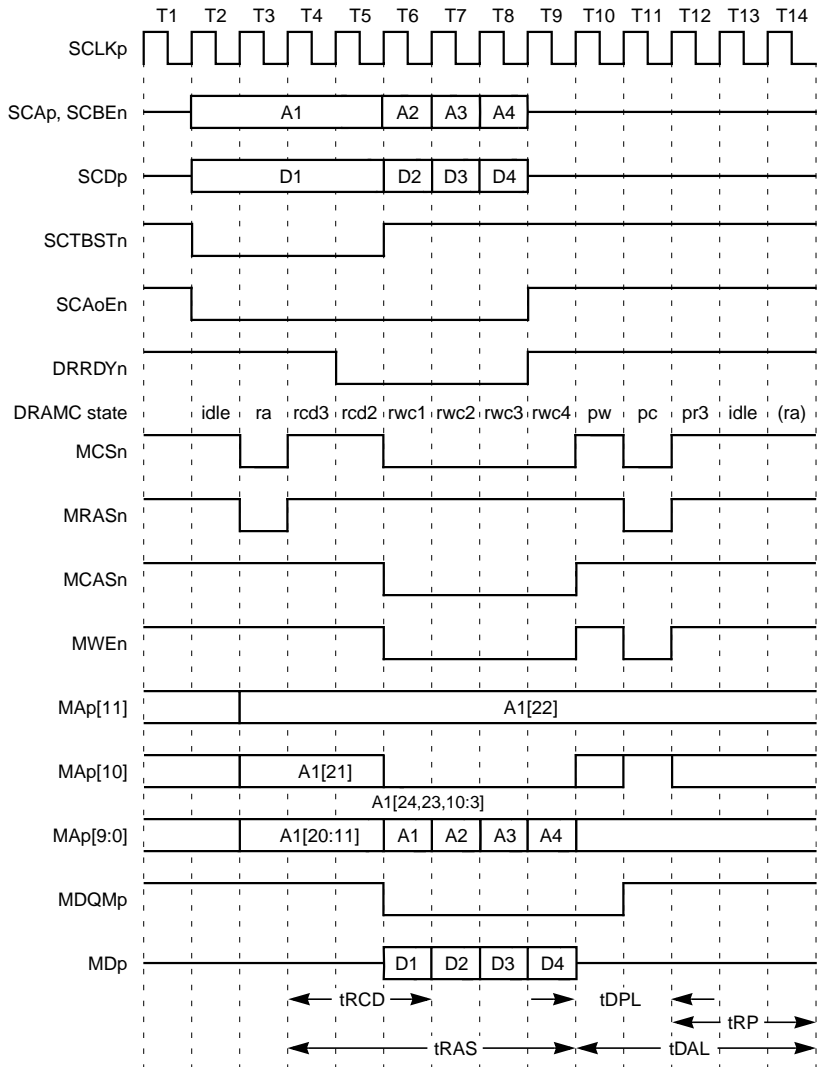 T1 T2 T3 T4 T5 T6 T7 T8 T9 T10 T11 T12 T13 T14
SCLKp
SCAp, SCBEn A1 A2 A3 A4
SCDp D1 D2 D3 D4
SCTBSTn
SCAoEn
DRRDYn
DRAMC state idle ra rcd3 rcd2 rwc1 rwc2 rwc3 rwc4 pw pc pr3 idle (ra)
MCSn
MRASn
MCASn
MWEn
MAp[11] A1[22]
MAp[10] A1[21]
A1[24,23,10:3]
MAp[9:0] A1[20:11] A1 A2 A3 A4
MDQMp
MDp D1 D2 D3 D4
tRCD tDPL
tRP
tRAS tDAL